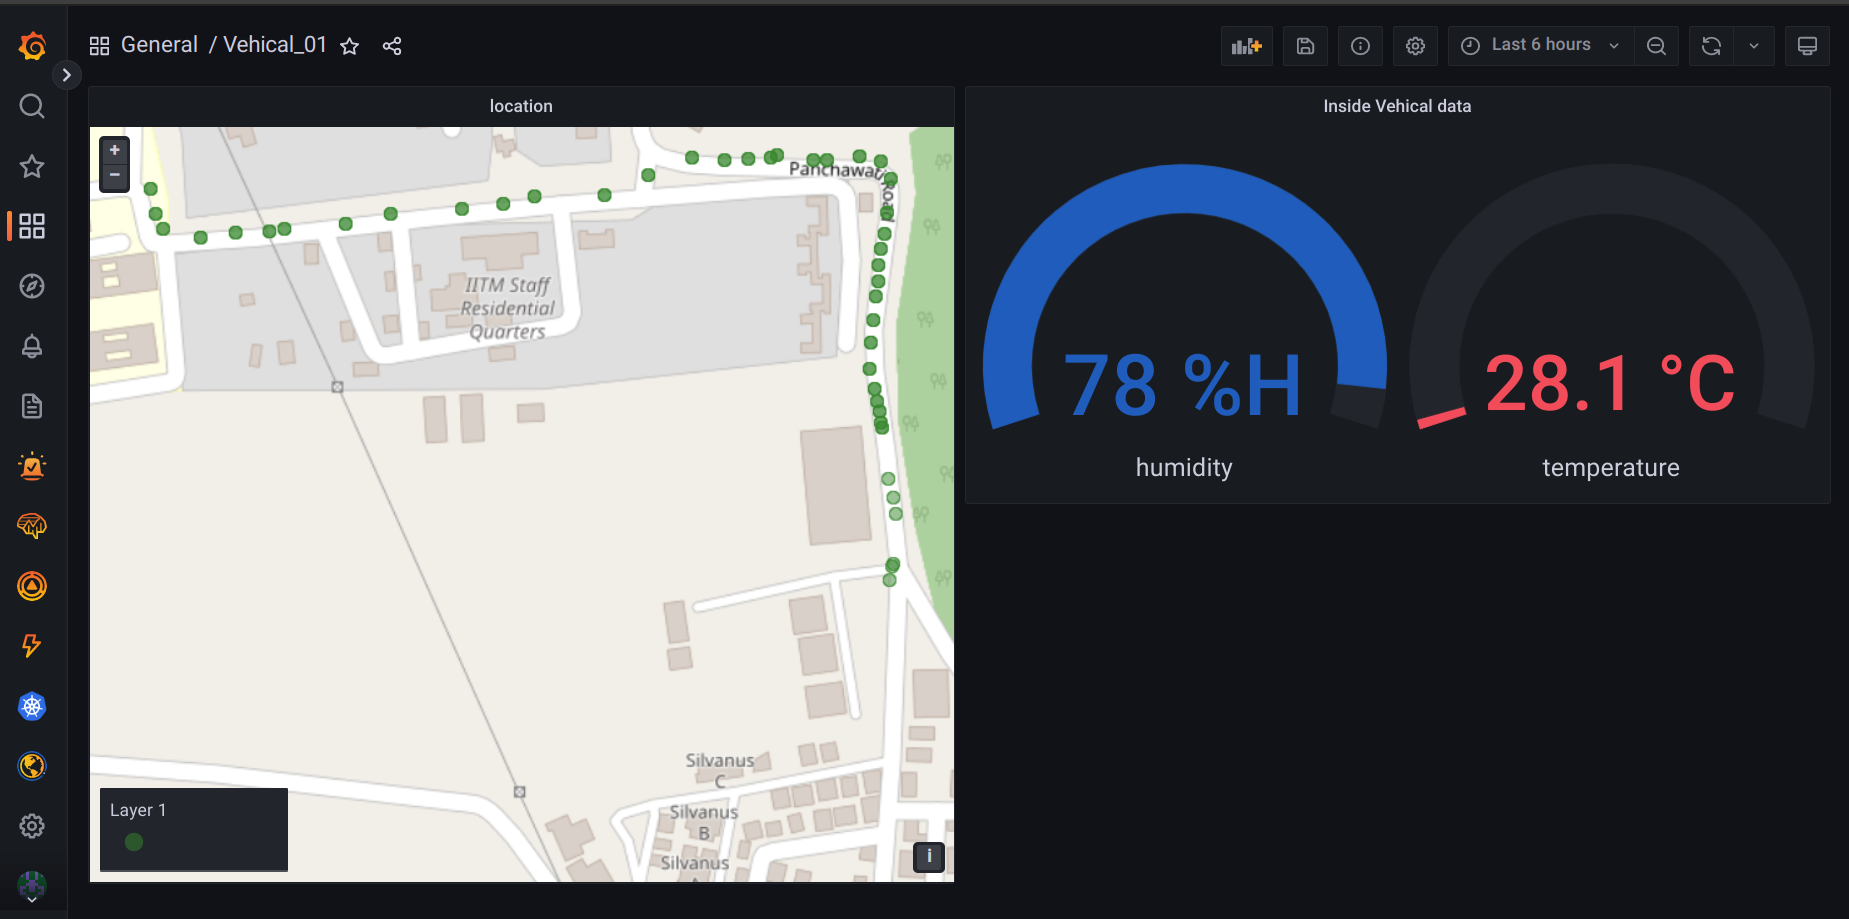 General / Vehical_01
Last 6 hours
location
+
−
Panchawati Road
IITM Staff
Residential
Quarters
Silvanus
C
Silvanus
B
Silvanus
Layer 1
i
Inside Vehical data
78 %H
humidity
28.1 °C
temperature